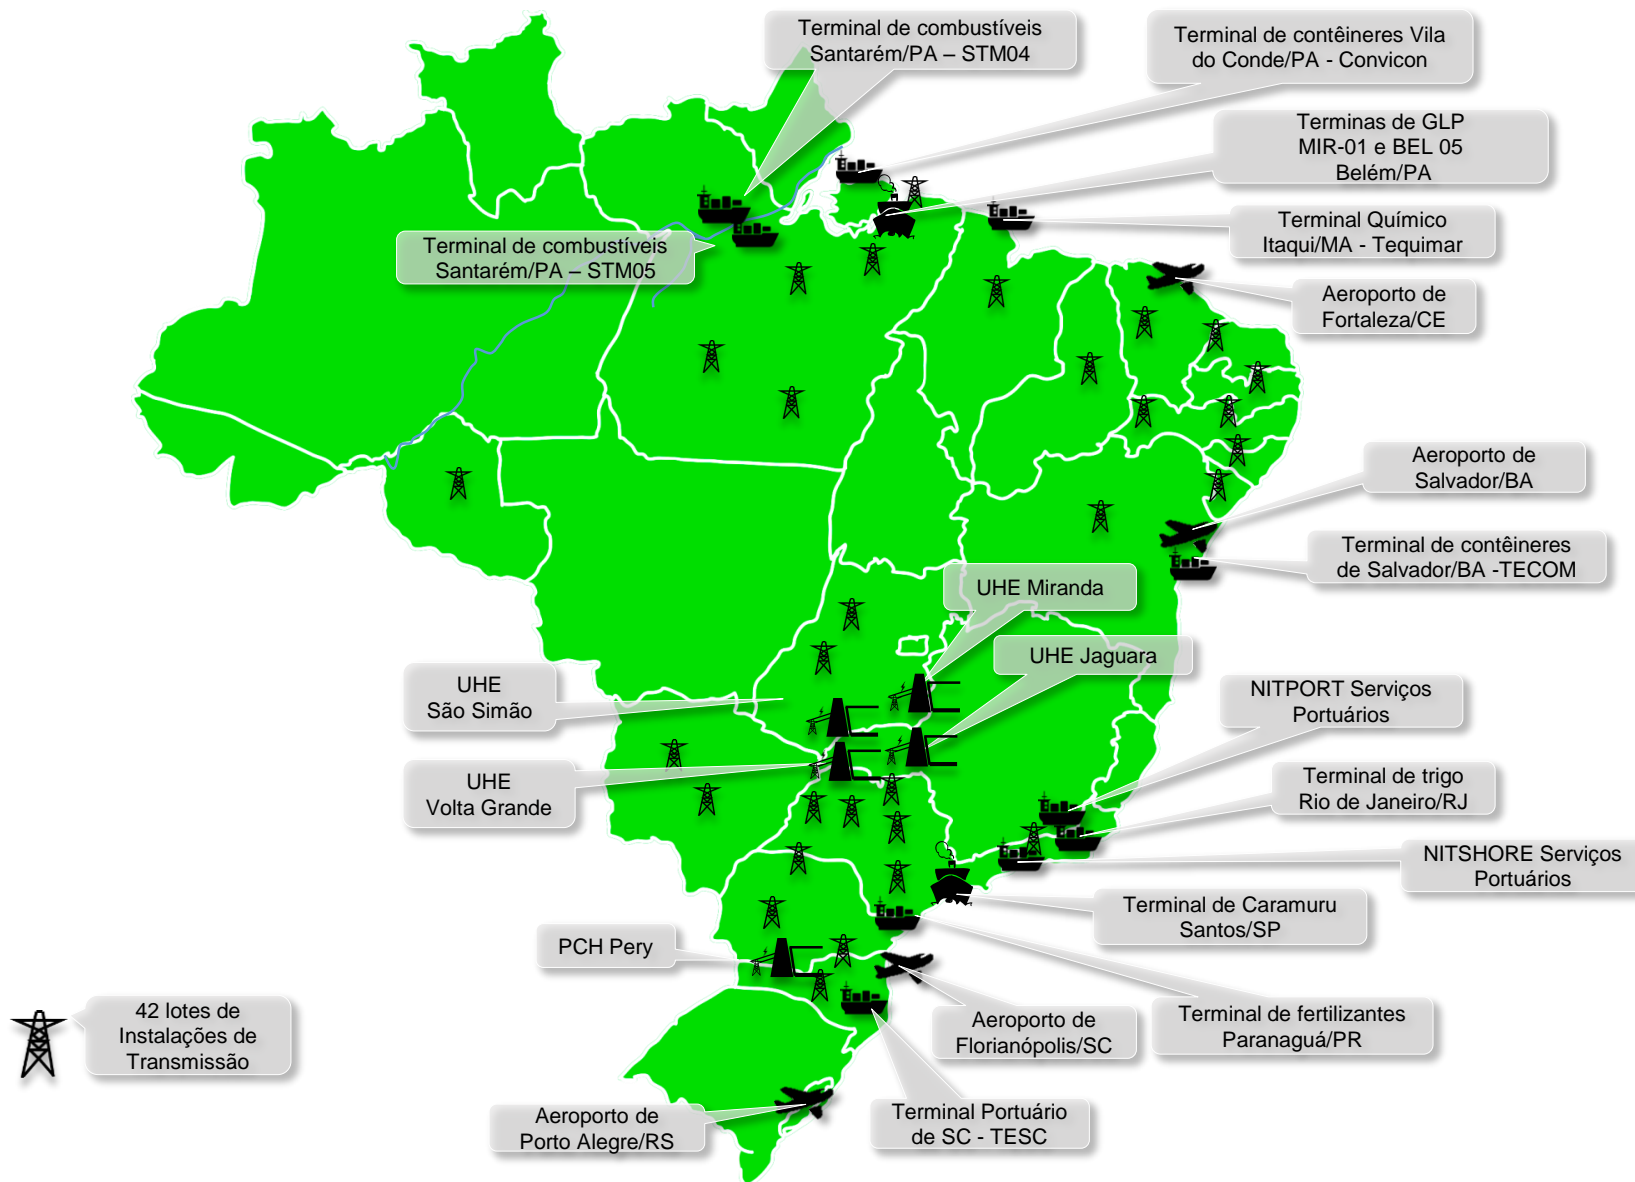 Terminal de combustíveis
Santarém/PA – STM04
Terminal de contêineres Vila
do Conde/PA - Convicon
Terminas de GLP
MIR-01 e BEL 05
Belém/PA
Terminal Químico
Itaqui/MA - Tequimar
Terminal de combustíveis
Santarém/PA – STM05
Aeroporto de
Fortaleza/CE
Aeroporto de
Salvador/BA
Terminal de contêineres
de Salvador/BA -TECOM
UHE Miranda
UHE Jaguara
UHE
São Simão
NITPORT Serviços
Portuários
UHE
Volta Grande
Terminal de trigo
Rio de Janeiro/RJ
NITSHORE Serviços
Portuários
Terminal de Caramuru
Santos/SP
PCH Pery
42 lotes de
Instalações de
Transmissão
Aeroporto de
Florianópolis/SC
Terminal de fertilizantes
Paranaguá/PR
Aeroporto de
Porto Alegre/RS
Terminal Portuário
de SC - TESC